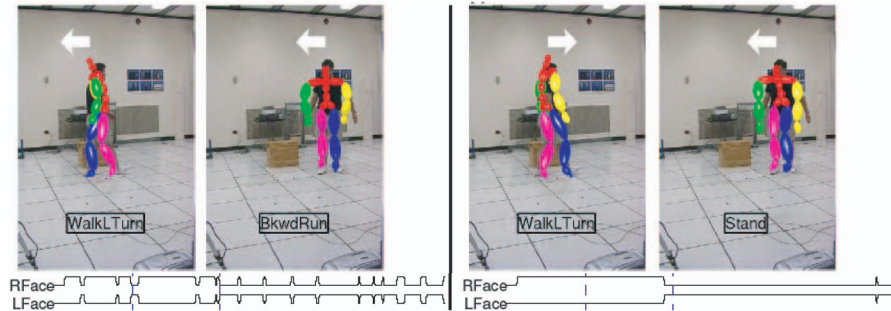 WalkLTurn
BkwdRun
WalkLTurn
Stand
RFace
LFace
RFace
LFace